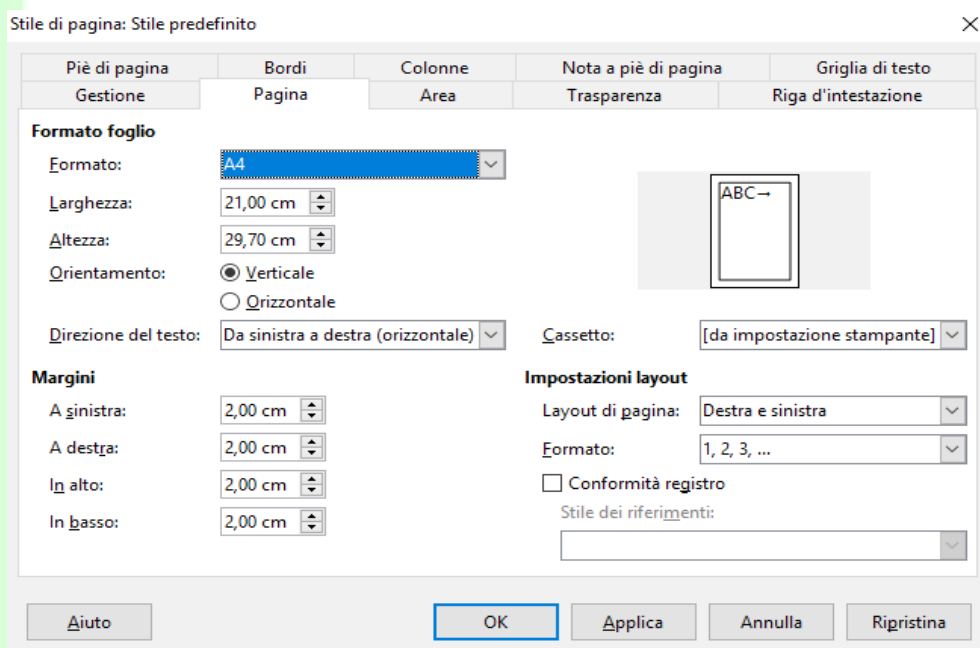 Stile di pagina: Stile predefinito
Piè di pagina Bordi Colonne Nota a piè di pagina Griglia di testo
Gestione Pagina Area Trasparenza Riga d'intestazione
Formato foglio
Formato: A4
Larghezza: 21,00 cm
Altezza: 29,70 cm
Orientamento: Verticale
Orizzontale
ABC→
Direzione del testo: Da sinistra a destra (orizzontale) Cassetto: [da impostazione stampante]
Margini Impostazioni layout
A sinistra: 2,00 cm Layout di pagina: Destra e sinistra
A destra: 2,00 cm Formato: 1, 2, 3, ...
In alto: 2,00 cm Conformità registro
Stile dei riferimenti:
In basso: 2,00 cm
Aiuto OK Applica Annulla Ripristina